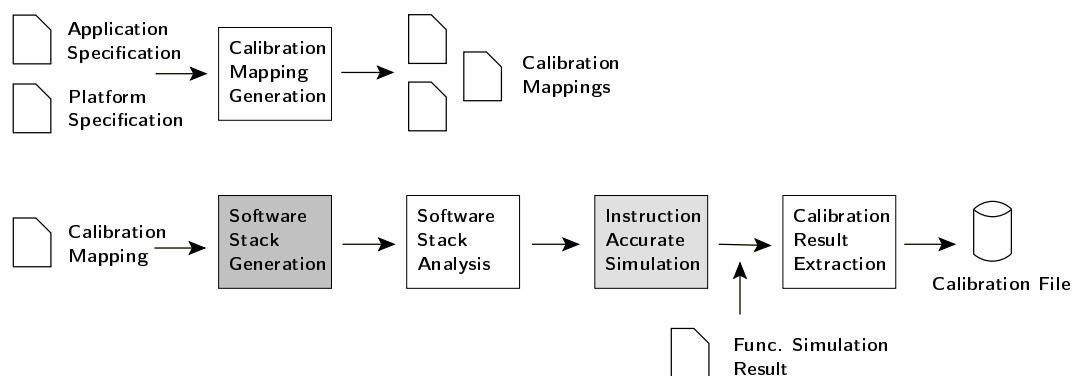 Application
Specification
Platform
Specification
Calibration
Mapping
Generation
Calibration
Mappings
Calibration
Mapping
Software
Stack
Generation
Software
Stack
Analysis
Instruction
Accurate
Simulation
Calibration
Result
Extraction
Calibration File
Func. Simulation
Result